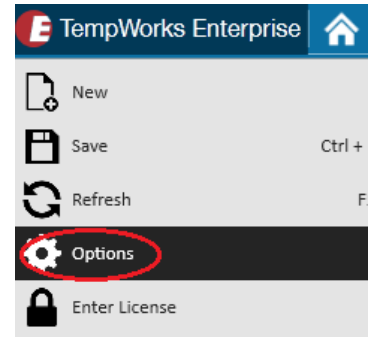 TempWorks Enterprise
New
Save Ctrl +
Refresh
Options
Enter License